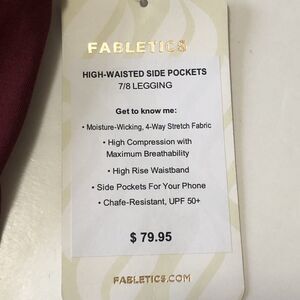 FABLETICS
HIGH-WAISTED SIDE POCKETS
7/8 LEGGING
Get to know me:
• Moisture-Wicking, 4-Way Stretch Fabric
• High Compression with
Maximum Breathability
• High Rise Waistband
• Side Pockets For Your Phone
• Chafe-Resistant, UPF 50+
$ 79.95
FABLETICS.COM